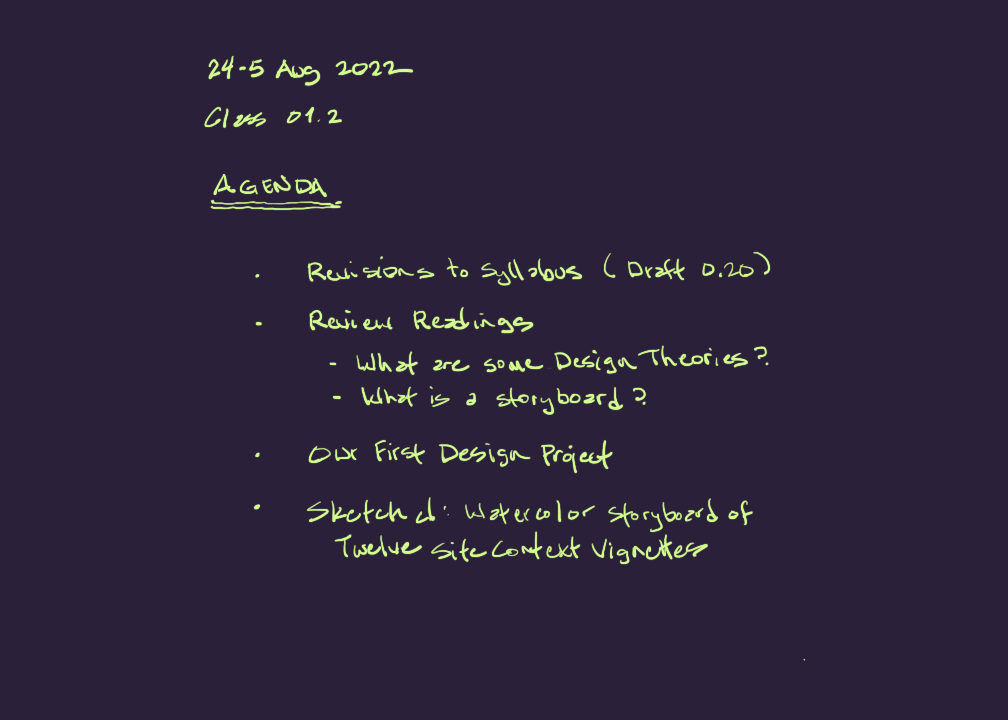 24-5 Aug 2022
Class 01.2
AGENDA
· Revisions to Syllabus (Draft 0.20)
· Review Readings
- What are some Design Theories?
- What is a storyboard?
· Our First Design Project
· Sketch d: Watercolor Storyboard of
Twelve Site Context Vignettes